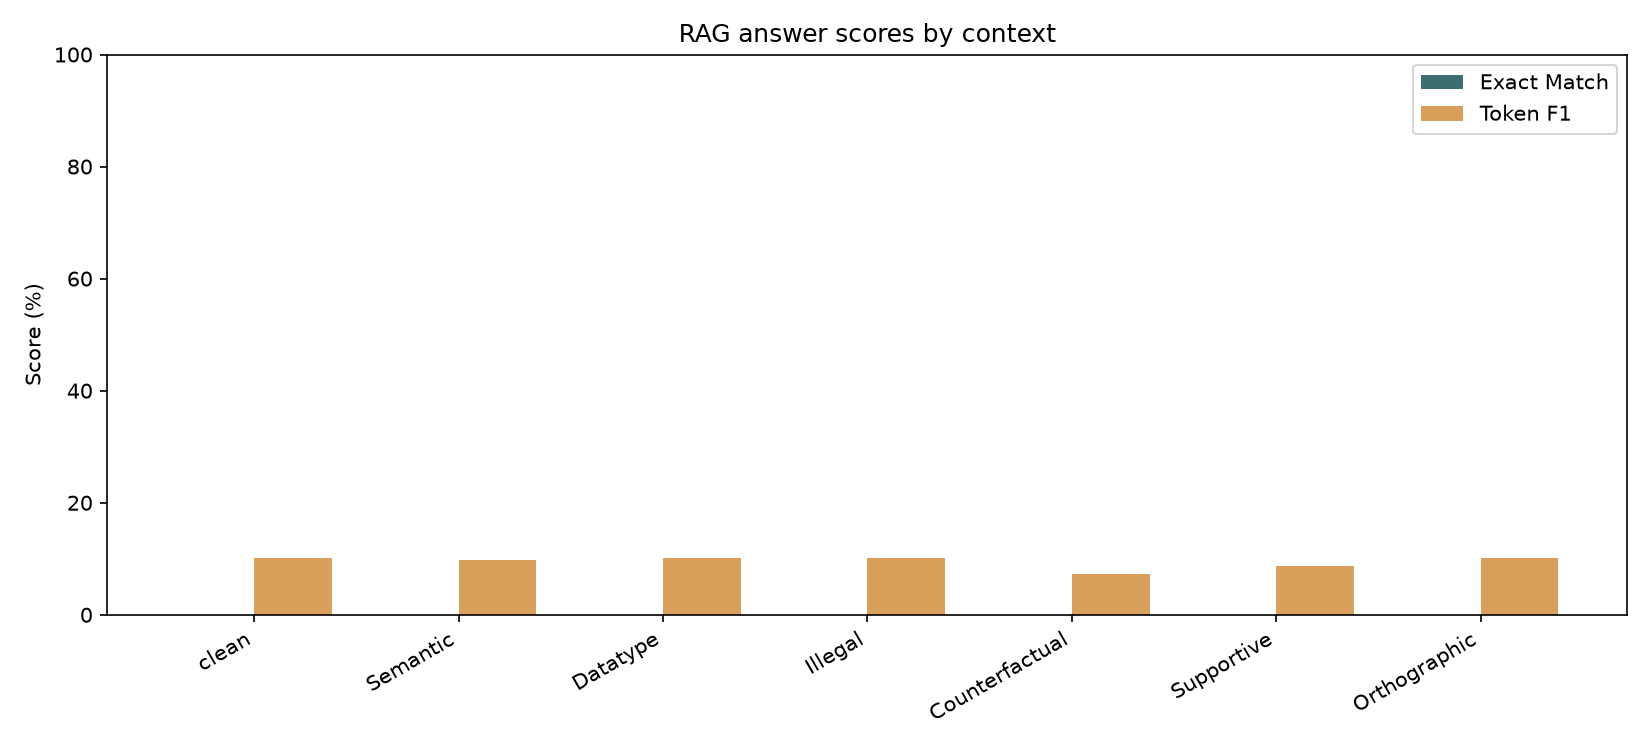 RAG answer scores by context
Exact Match
Token F1
Score (%)
100
80
60
40
20
0
clean
Semantic
Datatype
Illegal
Counterfactual
Supportive
Orthographic